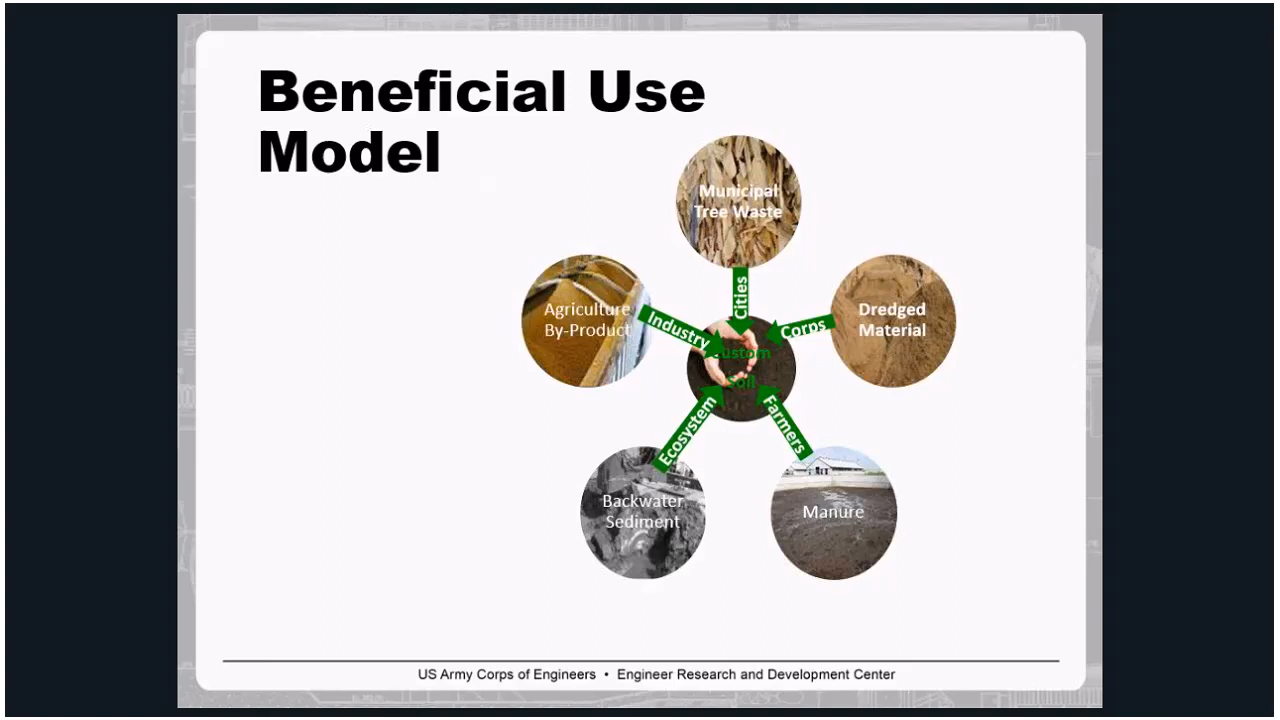 Beneficial Use
Model
Municipal
Tree Waste
Cities
Agriculture
By-Product
Industry
Dredged
Material
Corps
Custom
Soil
Ecosystem
Farmers
Backwater
Sediment
Manure
US Army Corps of Engineers • Engineer Research and Development Center